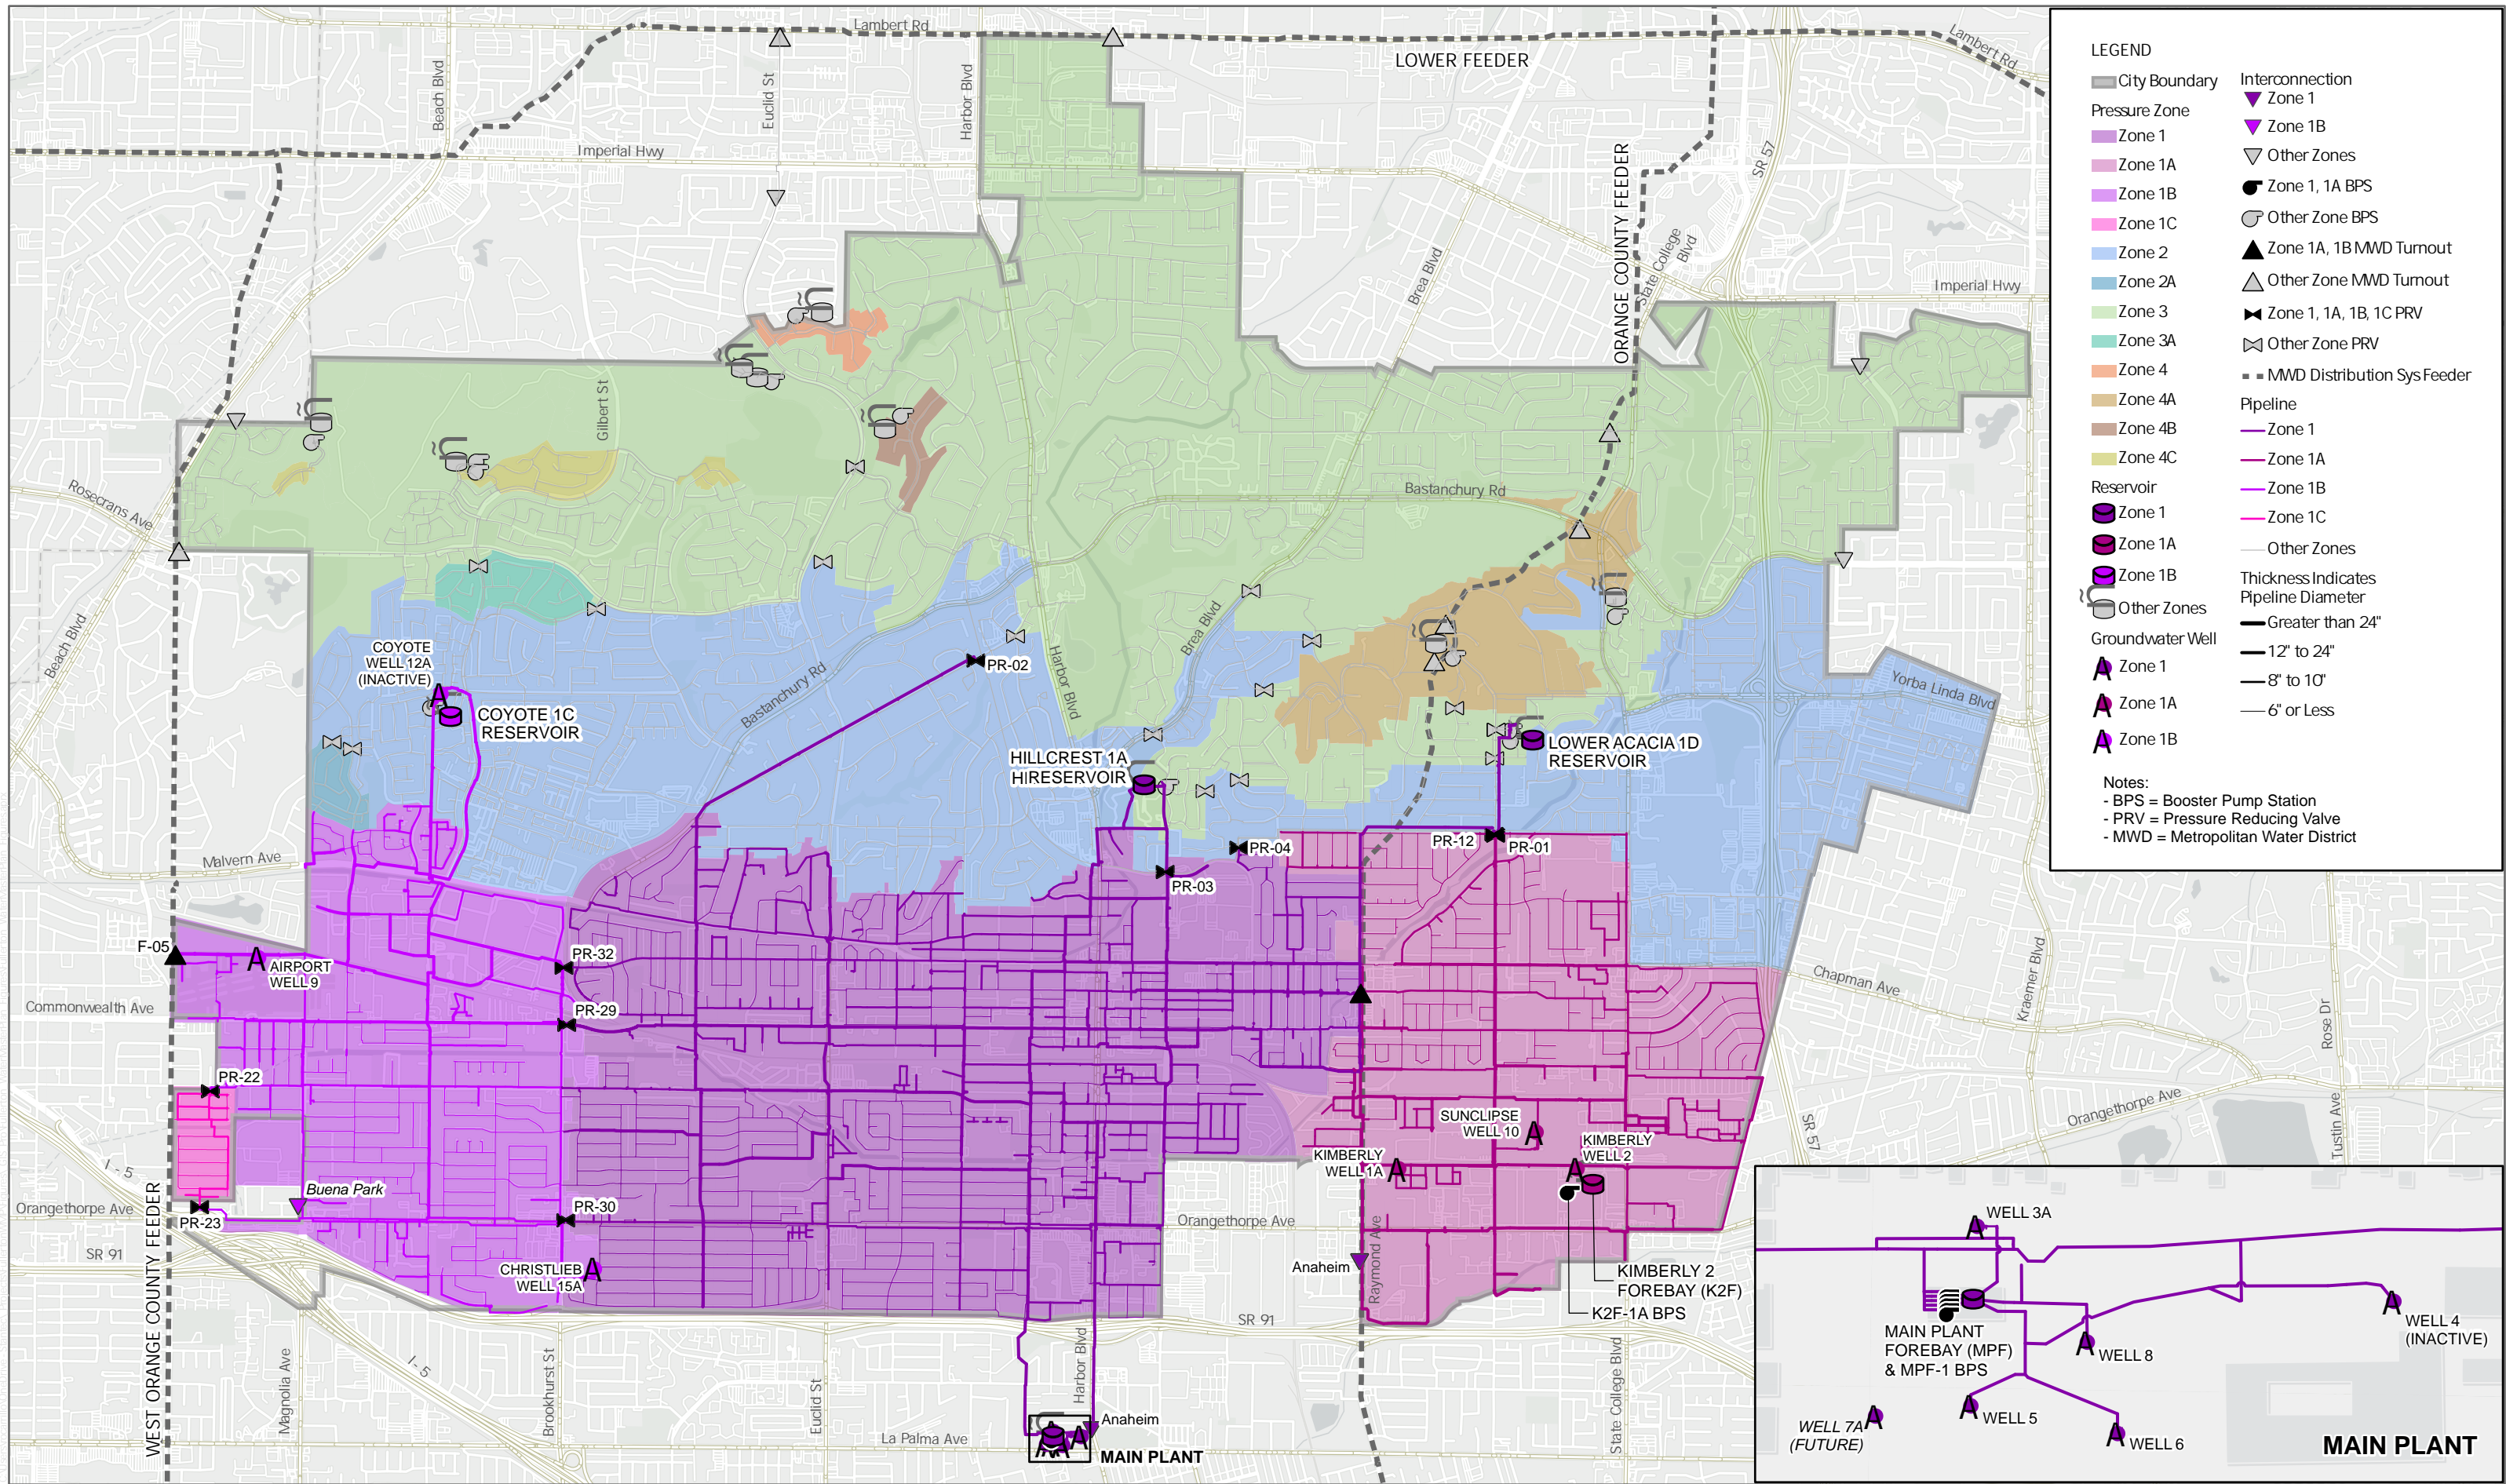 Lambert Rd
LOWER FEEDER
Lambert Rd
Beach Blvd
Euclid St
Harbor Blvd
Imperial Hwy
ORANGE COUNTY FEEDER
SR 57
State College
Blvd
Brea Blvd
Imperial Hwy
Gilbert St
Rosecrans Ave
Bastanchury Rd
Beach Blvd
COYOTE
WELL 12A
(INACTIVE)
COYOTE 1C
RESERVOIR
Bastanchury Rd
PR-02
Harbor Blvd
Brea Blvd
HILLCREST 1A
HIRESERVOIR
LOWER ACACIA 1D
RESERVOIR
Yorba Linda Blvd
Malvern Ave
PR-04
PR-03
PR-12
PR-01
F-05
AIRPORT
WELL 9
PR-32
Commonwealth Ave
PR-29
Chapman Ave
Kraemer Blvd
Rose Dr
PR-22
SUNCLIPSE
WELL 10
KIMBERLY
WELL 2
KIMBERLY
WELL 1A
SR 57
Orangethorpe Ave
Tustin Ave
I - 5
Buena Park
Orangethorpe Ave
PR-23
PR-30
Orangethorpe Ave
SR 91
CHRISTLIEB
WELL 15A
Anaheim
Raymond Ave
KIMBERLY 2
FOREBAY (K2F)
K2F-1A BPS
SR 91
WEST ORANGE COUNTY FEEDER
Magnolia Ave
I - 5
Brookhurst St
Euclid St
Harbor Blvd
State College Blvd
La Palma Ave
Anaheim
MAIN PLANT
LEGEND
City Boundary
Pressure Zone
Zone 1
Zone 1A
Zone 1B
Zone 1C
Zone 2
Zone 2A
Zone 3
Zone 3A
Zone 4
Zone 4A
Zone 4B
Zone 4C
Reservoir
Zone 1
Zone 1A
Zone 1B
Other Zones
Groundwater Well
Zone 1
Zone 1A
Zone 1B
Interconnection
Zone 1
Zone 1B
Other Zones
Zone 1, 1A BPS
Other Zone BPS
Zone 1A, 1B MWD Turnout
Other Zone MWD Turnout
Zone 1, 1A, 1B, 1C PRV
Other Zone PRV
MWD Distribution Sys Feeder
Pipeline
Zone 1
Zone 1A
Zone 1B
Zone 1C
Other Zones
Thickness Indicates
Pipeline Diameter
Greater than 24"
12" to 24"
8" to 10"
6" or Less
Notes:
- BPS = Booster Pump Station
- PRV = Pressure Reducing Valve
- MWD = Metropolitan Water District
WELL 3A
WELL 4
(INACTIVE)
MAIN PLANT
FOREBAY (MPF)
& MPF-1 BPS
WELL 8
WELL 5
WELL 7A
(FUTURE)
WELL 6
MAIN PLANT